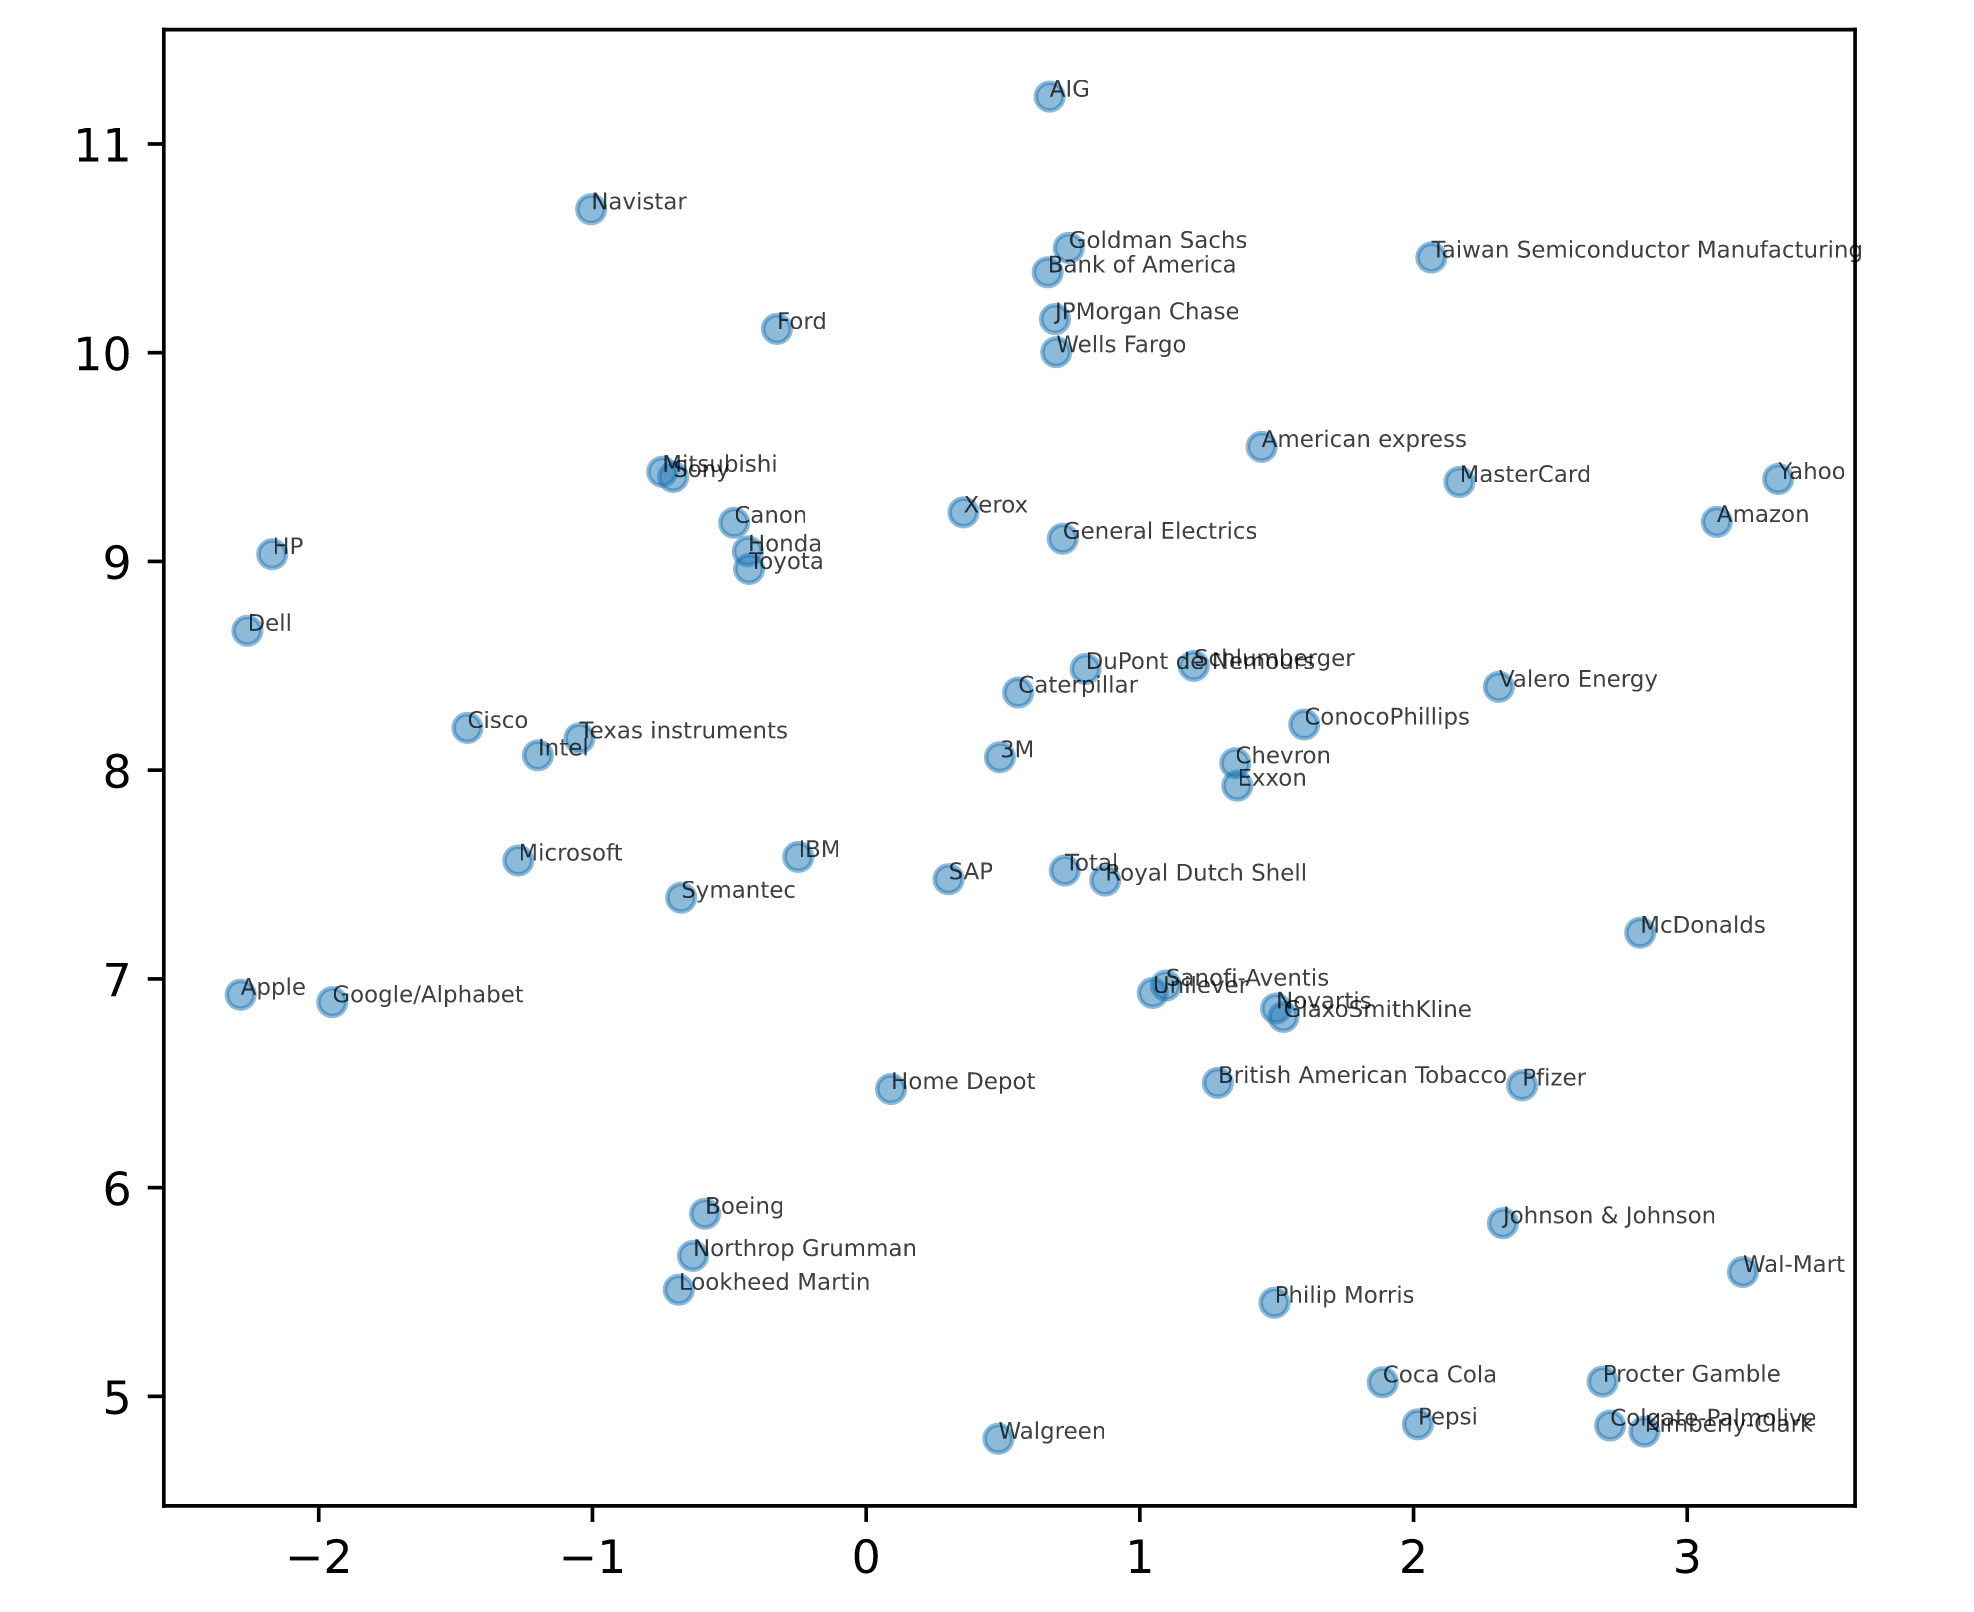 AIG
11
Navistar
Goldman Sachs
Taiwan Semiconductor Manufacturing
Bank of America
JPMorgan Chase
Ford
Wells Fargo
10
American express
Mitsubishi
Sony
MasterCard
Yahoo
Xerox
Canon
Amazon
General Electrics
Honda
HP
Toyota
9
Dell
DuPont de Nemours
Schlumberger
Caterpillar
Valero Energy
ConocoPhillips
Cisco
Texas instruments
Intel
3M
Chevron
8
Exxon
Microsoft
IBM
Total
SAP
Royal Dutch Shell
Symantec
McDonalds
7
Sanofi-Aventis
Unilever
Apple
Google/Alphabet
Novartis
GlaxoSmithKline
British American Tobacco
Pfizer
Home Depot
6
Boeing
Johnson & Johnson
Northrop Grumman
Wal-Mart
Lookheed Martin
Philip Morris
5
Coca Cola
Procter Gamble
Pepsi
Colgate-Palmolive
Kimberly-Clark
Walgreen
−2 −1 0 1 2 3